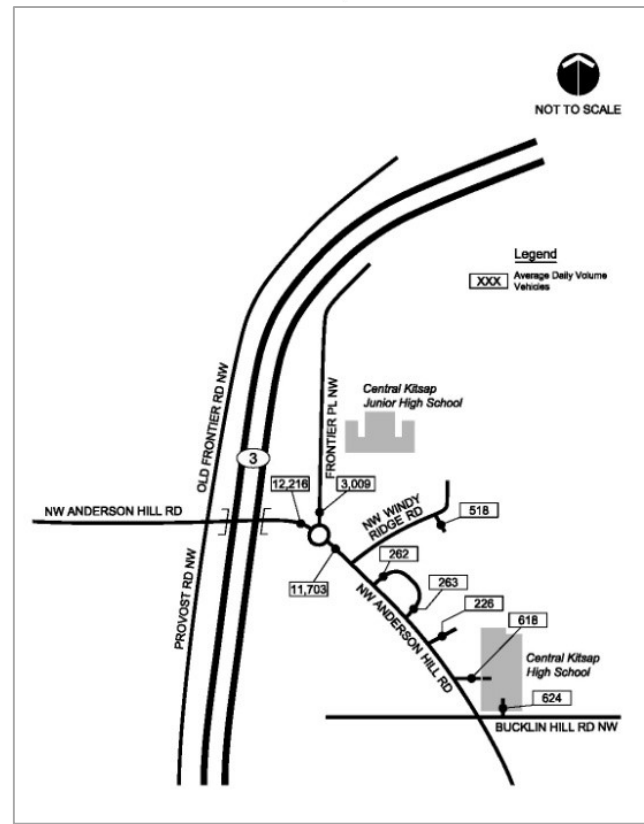 NOT TO SCALE
Legend
XXX Average Daily Volume
Vehicles
OLD FRONTIER RD NW
FRONTIER PL NW
Central Kitsap
Junior High School
3
12,216
3,009
NW ANDERSON HILL RD
NW WINDY
RIDGE RD
518
262
11,703
263
226
PROVOST RD NW
NW ANDERSON HILL RD
618
Central Kitsap
High School
624
BUCKLIN HILL RD NW